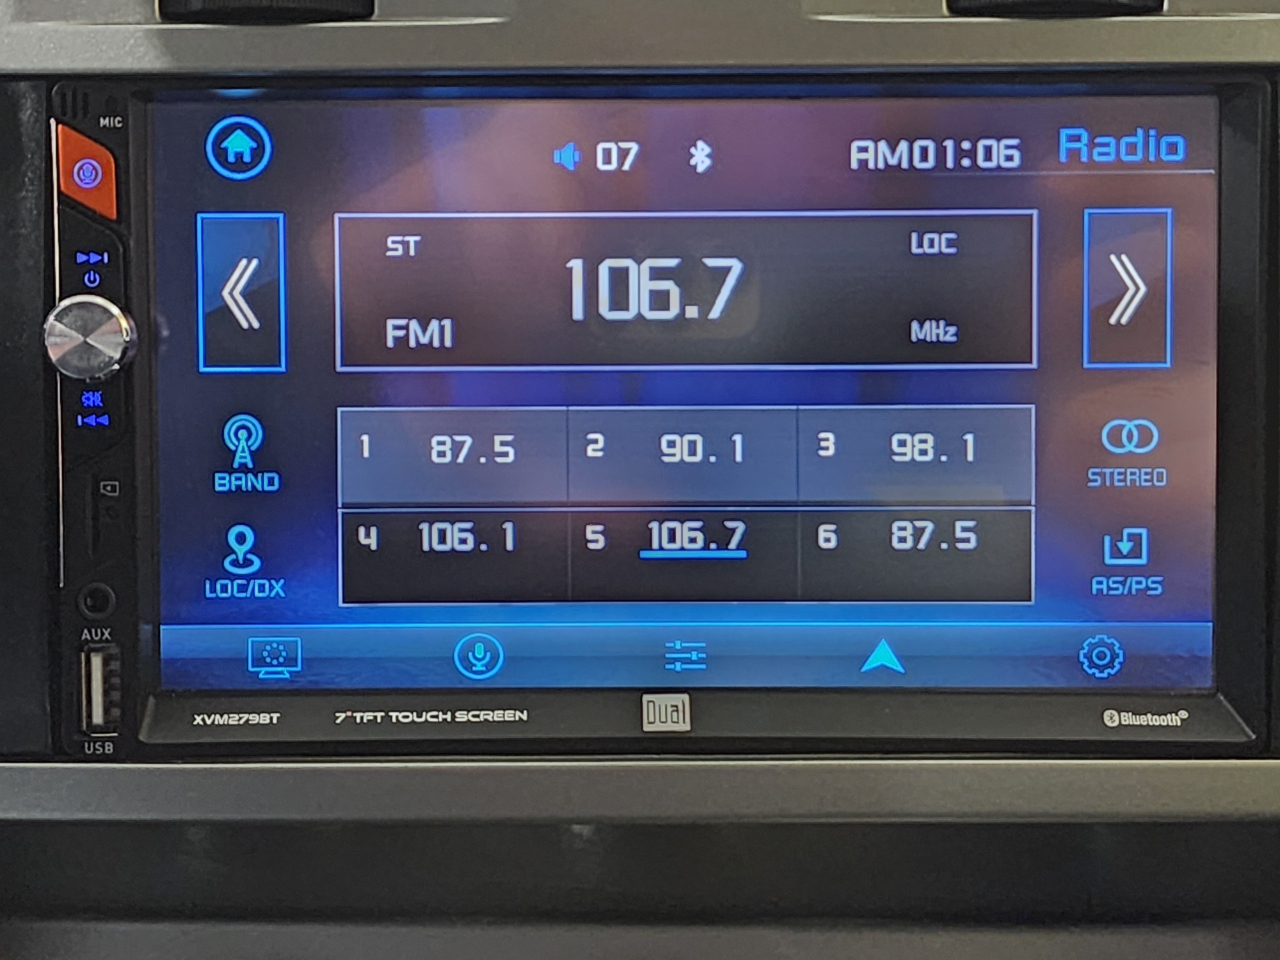 MIC
07 AM01:06 Radio
ST LOC
106.7
FM1 MHz
1 87.5 2 90.1 3 98.1
BAND STEREO
4 106.1 5 106.7 6 87.5
LOC/DX AS/PS
AUX
XVM279BT 7"TFT TOUCH SCREEN Dual Bluetooth®
USB